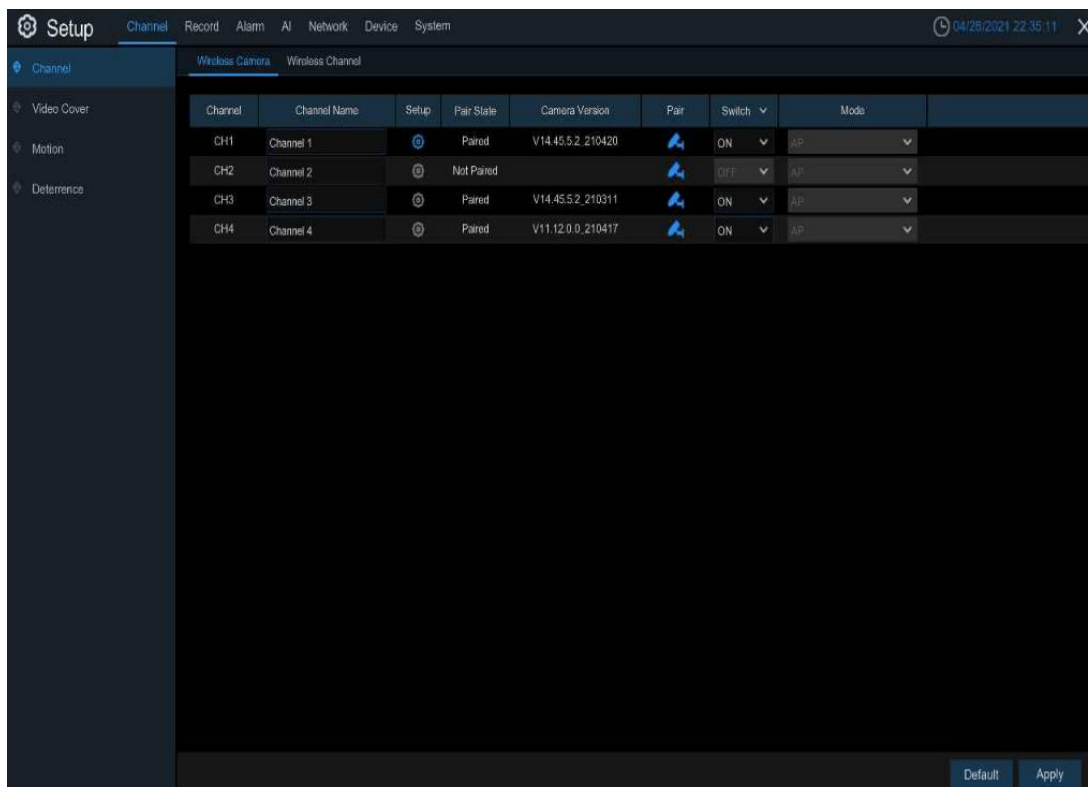 Setup Channel Record Alarm AI Network Device System 04/28/2021 22:35:11
Channel
Video Cover
Motion
Deterrence
Wireless Camera Wireless Channel
Channel Channel Name Setup Pair State Camera Version Pair Switch Mode
CH1 Channel 1 Paired V14.45.5.2_210420 ON AP
CH2 Channel 2 Not Paired OFF AP
CH3 Channel 3 Paired V14.45.5.2_210311 ON AP
CH4 Channel 4 Paired V11.12.0.0_210417 ON AP
Default Apply